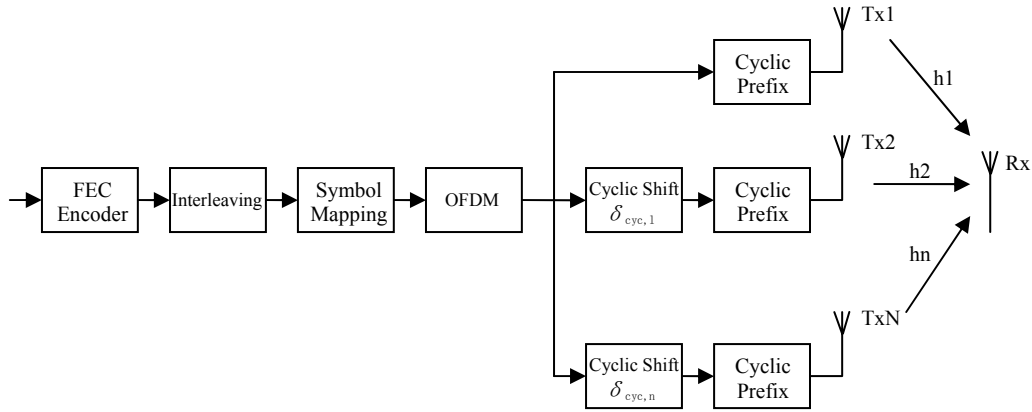 Tx1
Cyclic
Prefix
h1
Tx2
Rx
h2
FEC
Encoder
Interleaving
Symbol
Mapping
OFDM
Cyclic Shift
δcyc,1
Cyclic
Prefix
hn
TxN
Cyclic Shift
δcyc,n
Cyclic
Prefix